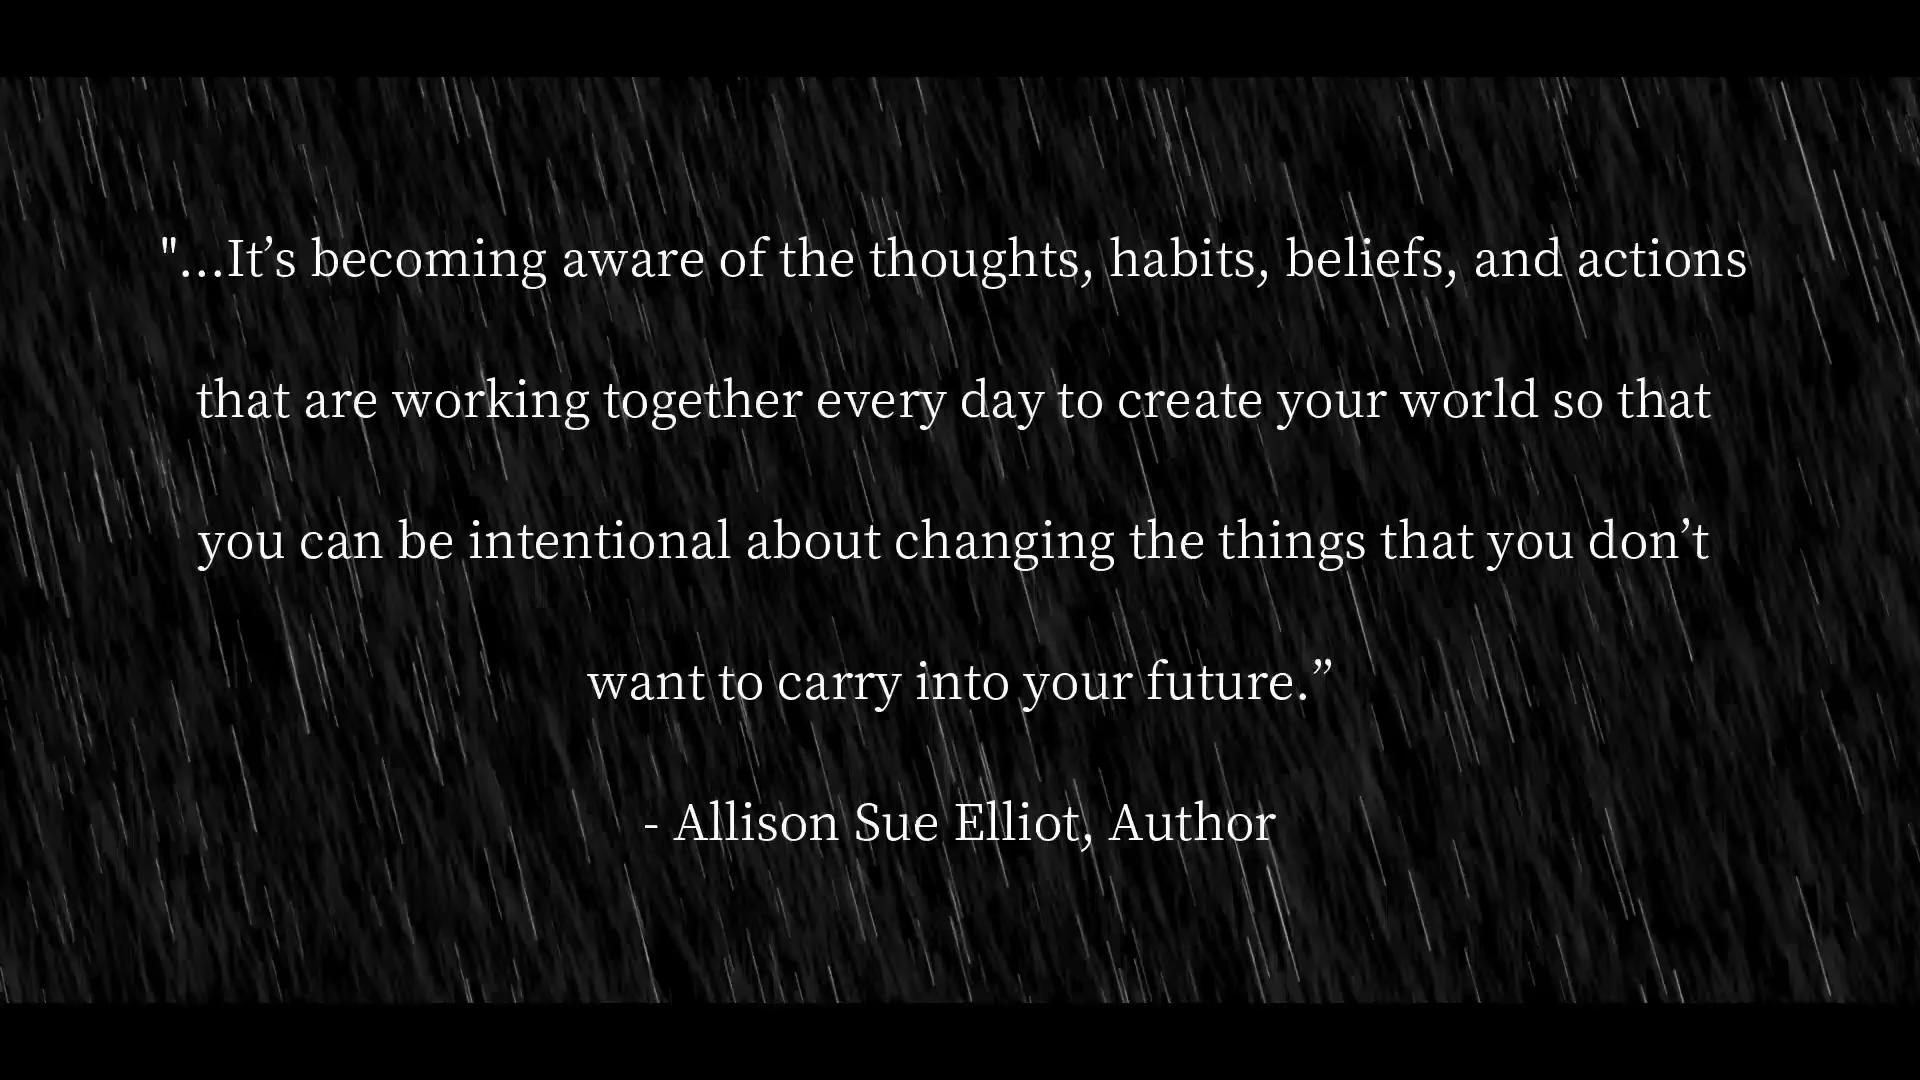 "...It’s becoming aware of the thoughts, habits, beliefs, and actions
that are working together every day to create your world so that
you can be intentional about changing the things that you don’t
want to carry into your future.”
- Allison Sue Elliot, Author